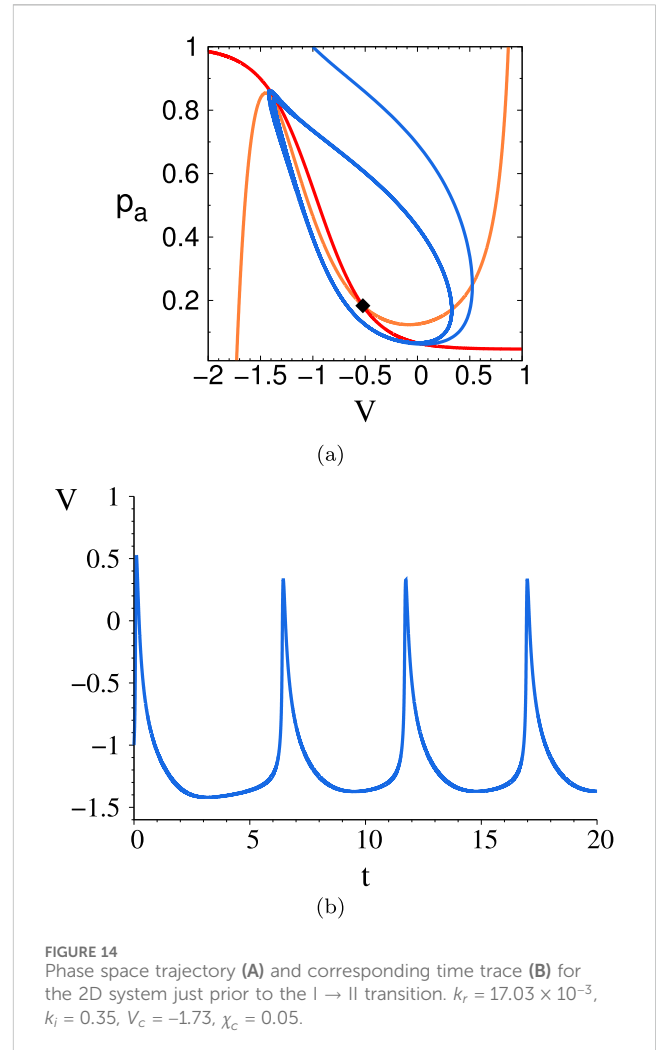 1
0.8
p_a
0.6
0.4
0.2
−2 −1.5 −1 −0.5 0 0.5 1
V
(a)
V 1
0.5
0
−0.5
−1
−1.5
0 5 10 15 20
t
(b)
FIGURE 14
Phase space trajectory (A) and corresponding time trace (B) for
the 2D system just prior to the I → II transition. k_r = 17.03 × 10⁻³,
k_i = 0.35, V_c = –1.73, χ_c = 0.05.